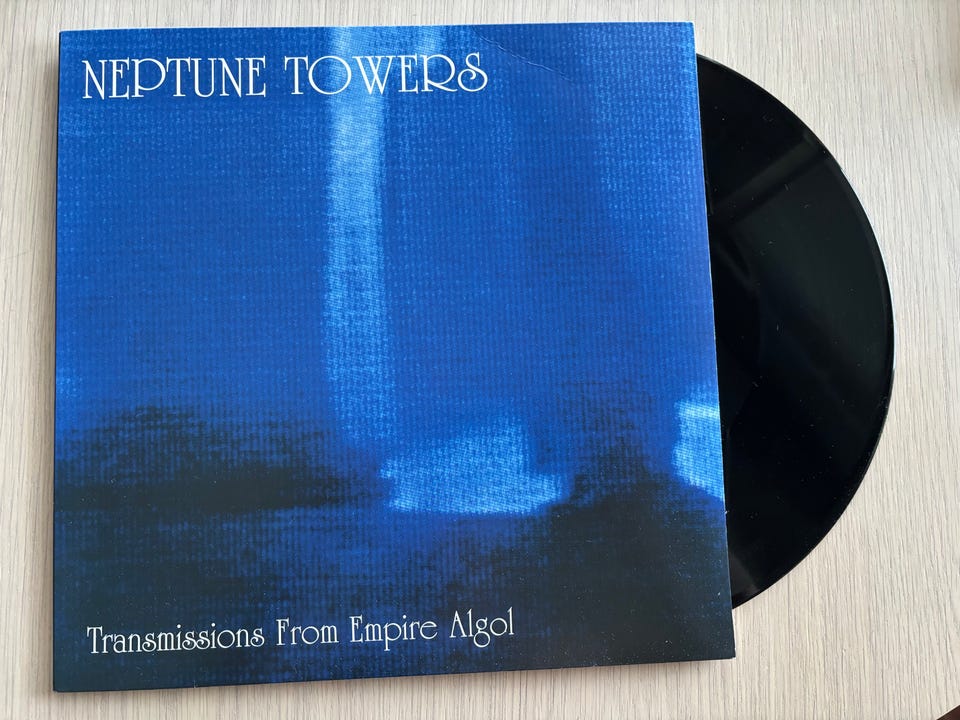 NEPTUNE TOWERS
Transmissions From Empire Algol